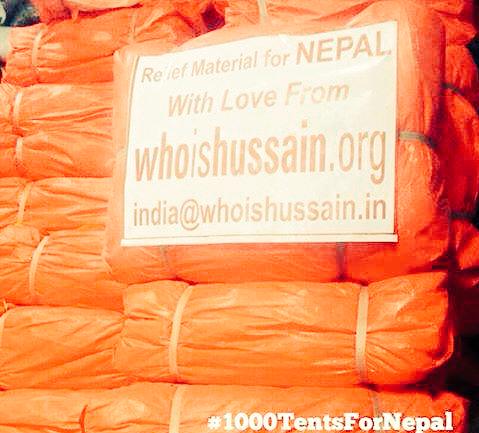 Relief Material for NEPAL.
With Love From
whoishussain.org
india@whoishussain.in
#1000TentsForNepal